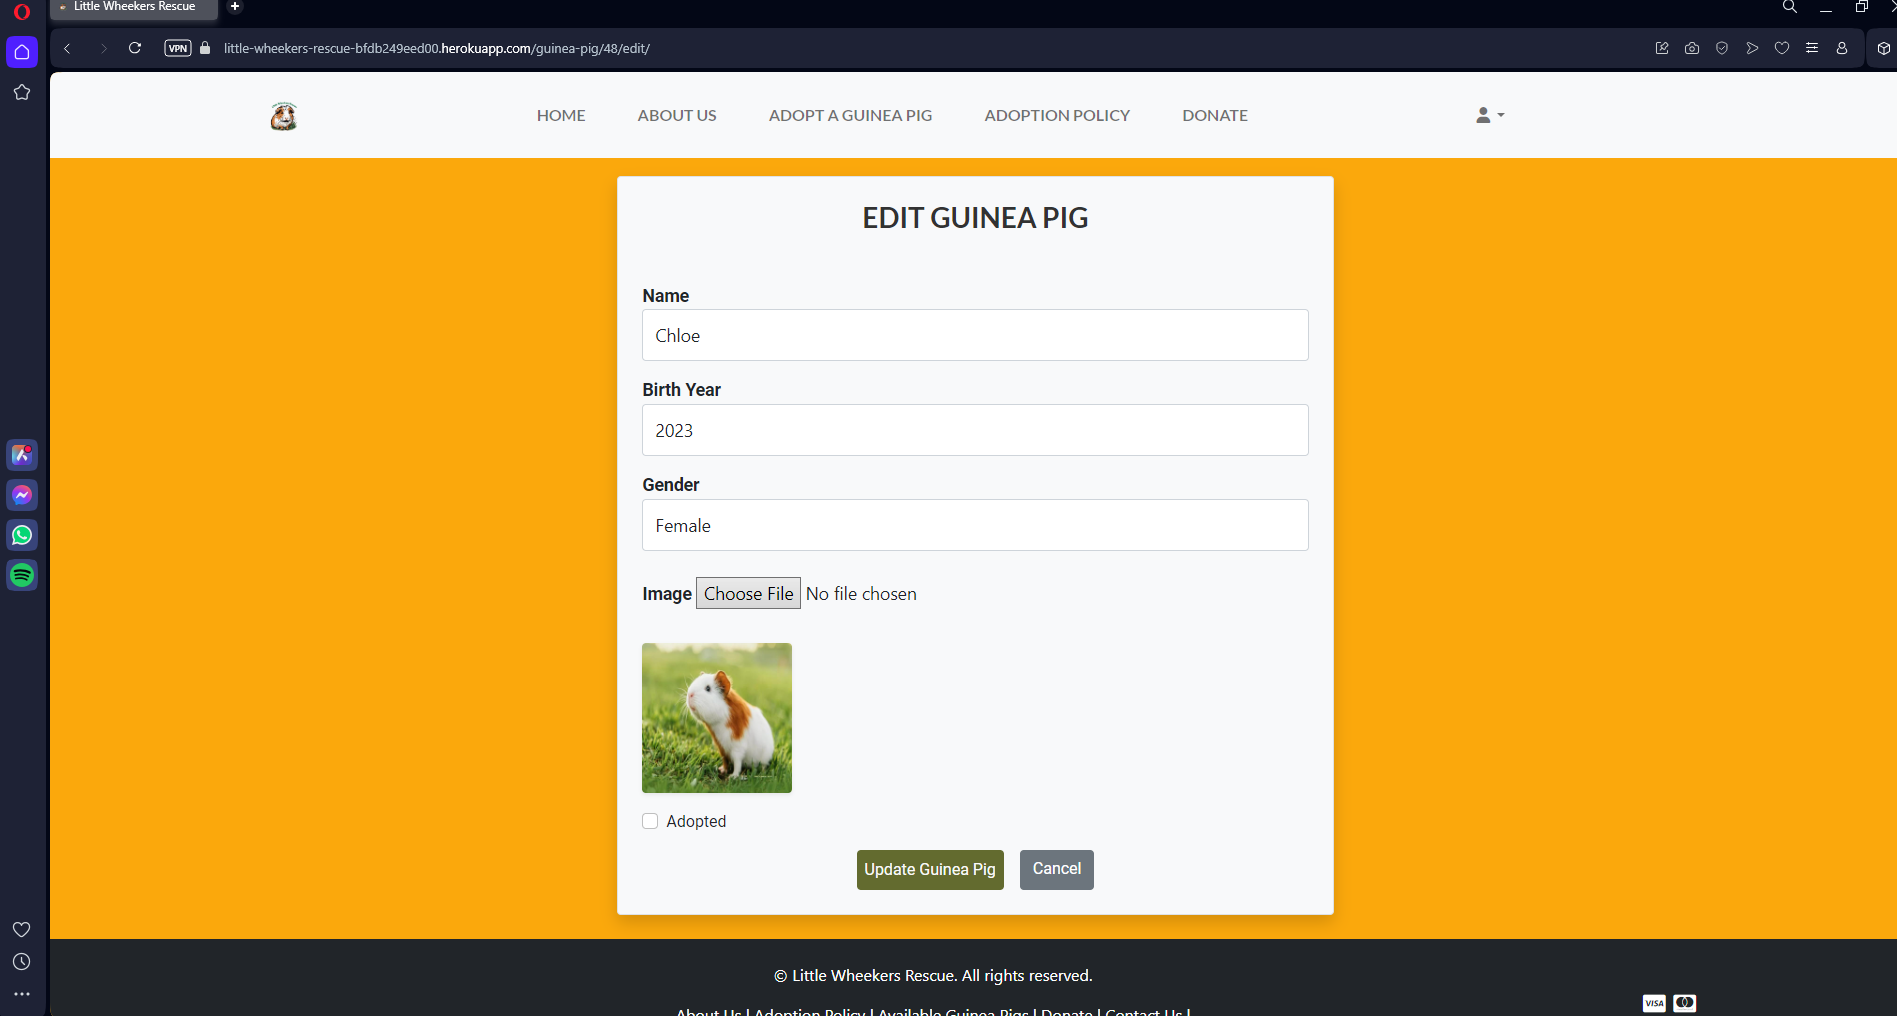 Little Wheekers Rescue
VPN
little-wheekers-rescue-bfdb249eed00.herokuapp.com/guinea-pig/48/edit/
HOME
ABOUT US
ADOPT A GUINEA PIG
ADOPTION POLICY
DONATE
EDIT GUINEA PIG
Name
Chloe
Birth Year
2023
Gender
Female
Image Choose File No file chosen
Adopted
Update Guinea Pig
Cancel
© Little Wheekers Rescue. All rights reserved.
About Us | Adoption Policy | Available Guinea Pigs | Donate | Contact Us |
VISA